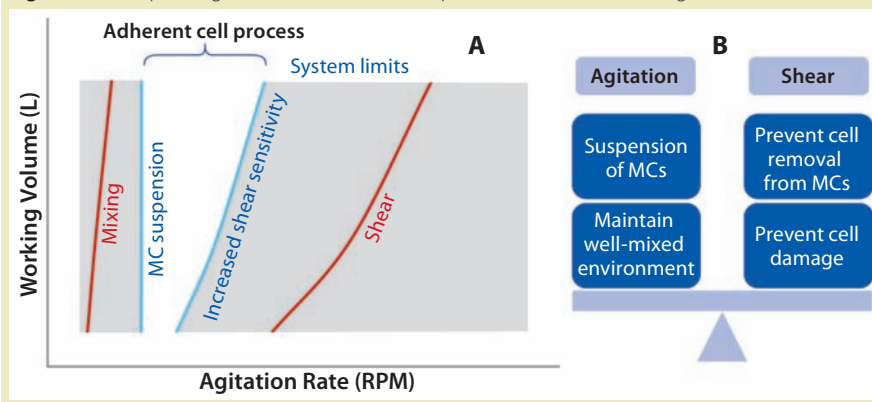 Adherent cell process
A
System limits
Working Volume (L)
Mixing
MC suspension
Increased shear sensitivity
Shear
Agitation Rate (RPM)
B
Agitation
Shear
Suspension
of MCs
Prevent cell
removal
from MCs
Maintain
well-mixed
environment
Prevent cell
damage